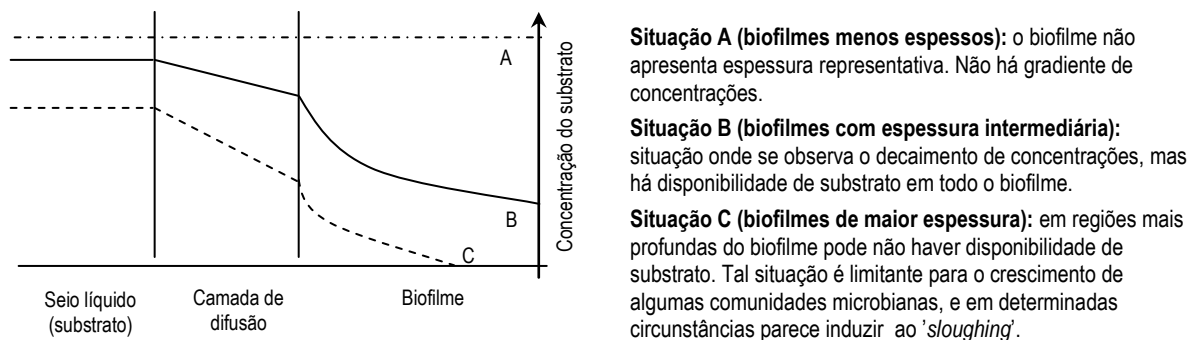 A
B
C
Concentração do substrato
Seio líquido
(substrato)
Camada de
difusão
Biofilme
Situação A (biofilmes menos espessos): o biofilme não
apresenta espessura representativa. Não há gradiente de
concentrações.
Situação B (biofilmes com espessura intermediária):
situação onde se observa o decaimento de concentrações, mas
há disponibilidade de substrato em todo o biofilme.
Situação C (biofilmes de maior espessura): em regiões mais
profundas do biofilme pode não haver disponibilidade de
substrato. Tal situação é limitante para o crescimento de
algumas comunidades microbianas, e em determinadas
circunstâncias parece induzir ao 'sloughing'.